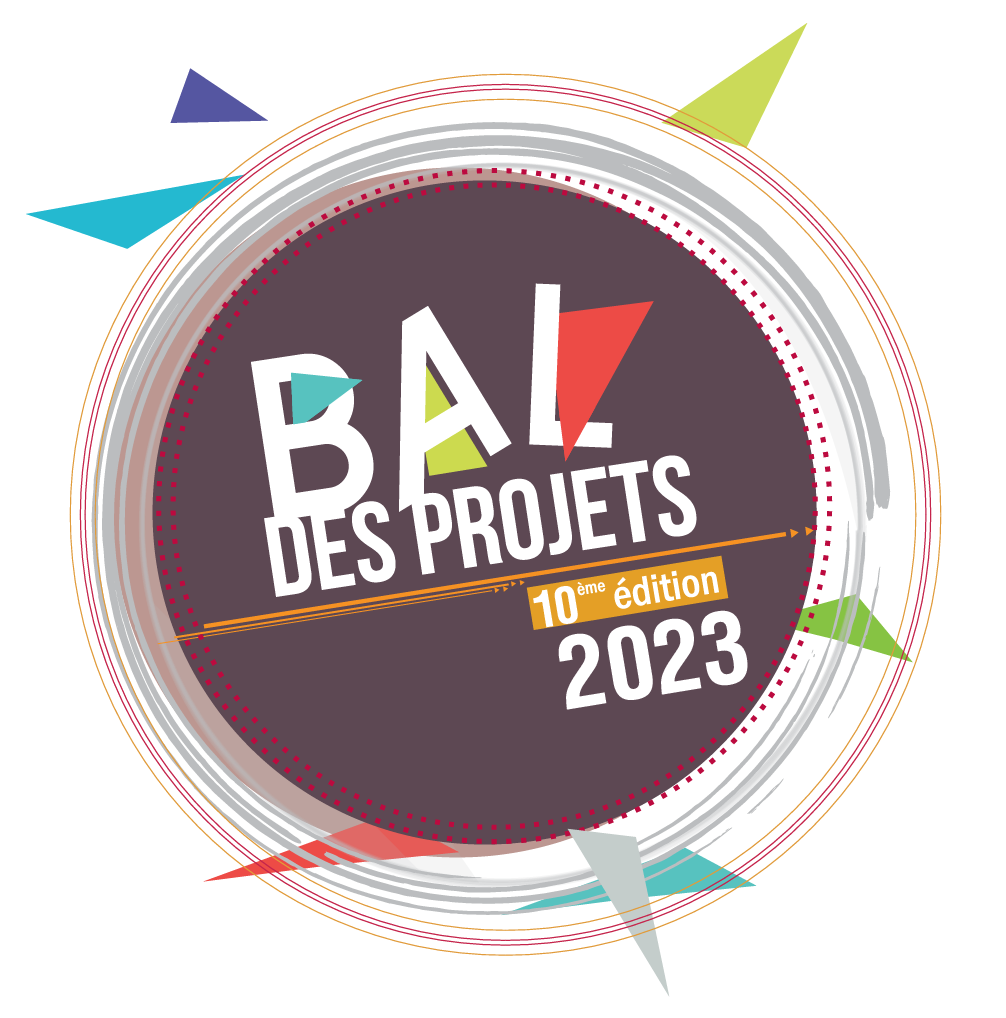 BAL
DES PROJETS
10ème édition
2023